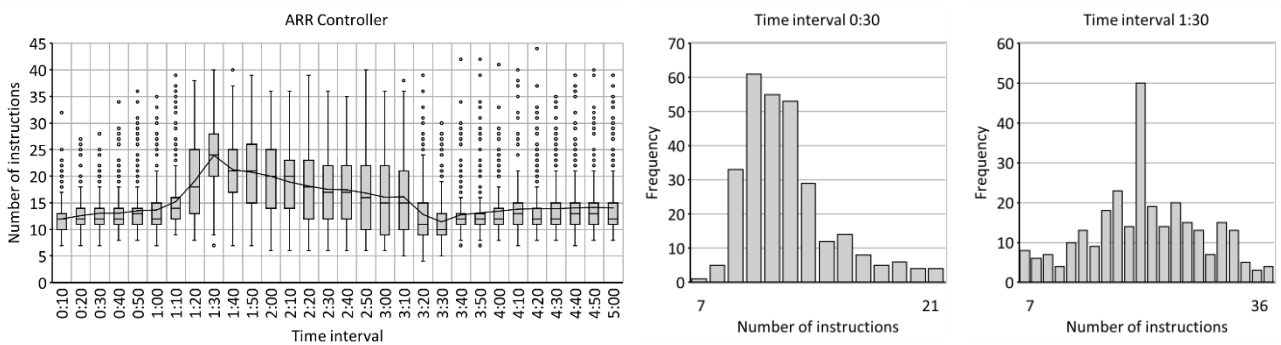 ARR Controller
Number of instructions
45
40
35
30
25
20
15
10
5
0
0:10 0:20 0:30 0:40 0:50 1:00 1:10 1:20 1:30 1:40 1:50 2:00 2:10 2:20 2:30 2:40 2:50 3:00 3:10 3:20 3:30 3:40 3:50 4:00 4:10 4:20 4:30 4:40 4:50 5:00
Time interval
Time interval 0:30
Frequency
70
60
50
40
30
20
10
0
7 21
Number of instructions
Time interval 1:30
Frequency
60
50
40
30
20
10
0
7 36
Number of instructions